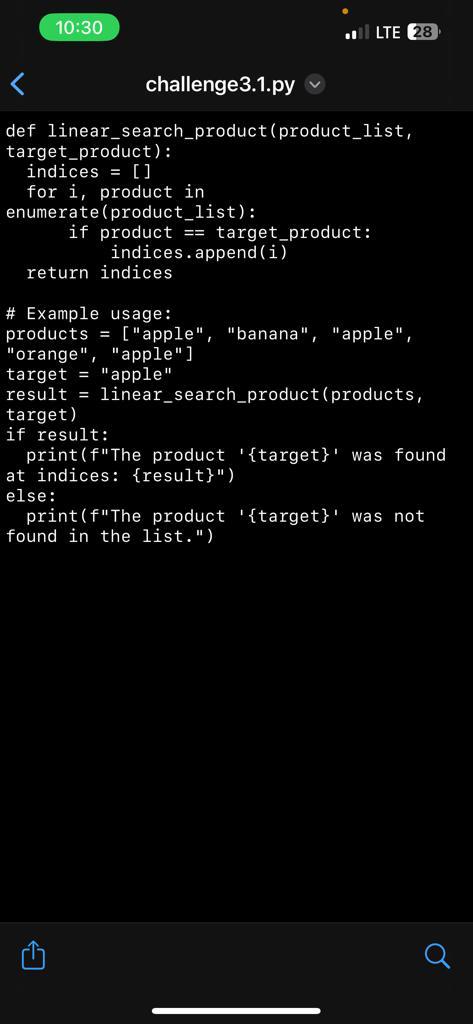 10:30
LTE 28
challenge3.1.py
def linear_search_product(product_list,
target_product):
  indices = []
  for i, product in
enumerate(product_list):
      if product == target_product:
          indices.append(i)
  return indices

# Example usage:
products = ["apple", "banana", "apple",
"orange", "apple"]
target = "apple"
result = linear_search_product(products,
target)
if result:
  print(f"The product '{target}' was found
at indices: {result}")
else:
  print(f"The product '{target}' was not
found in the list.")